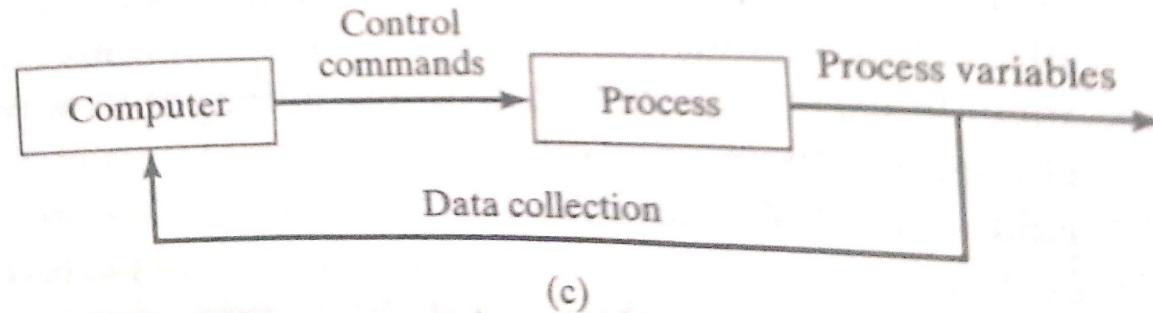 Control
commands
Process variables
Computer
Process
Data collection
(c)